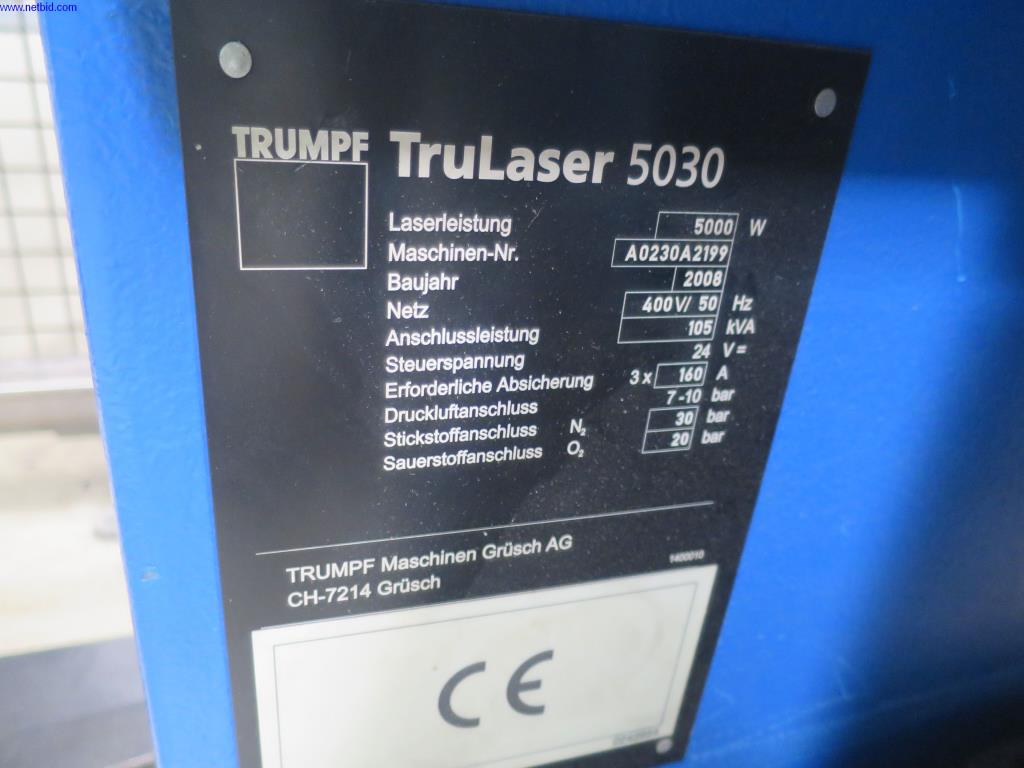 www.netbid.com
TRUMPF TruLaser 5030
Laserleistung 5000 W
Maschinen-Nr. A0230A2199
Baujahr 2008
Netz 400V/ 50 Hz
Anschlussleistung 105 kVA
Steuerspannung 24 V=
Erforderliche Absicherung 3 x 160 A
Druckluftanschluss 7-10 bar
Stickstoffanschluss N₂ 30 bar
Sauerstoffanschluss O₂ 20 bar
TRUMPF Maschinen Grüsch AG 1400010
CH-7214 Grüsch
CE